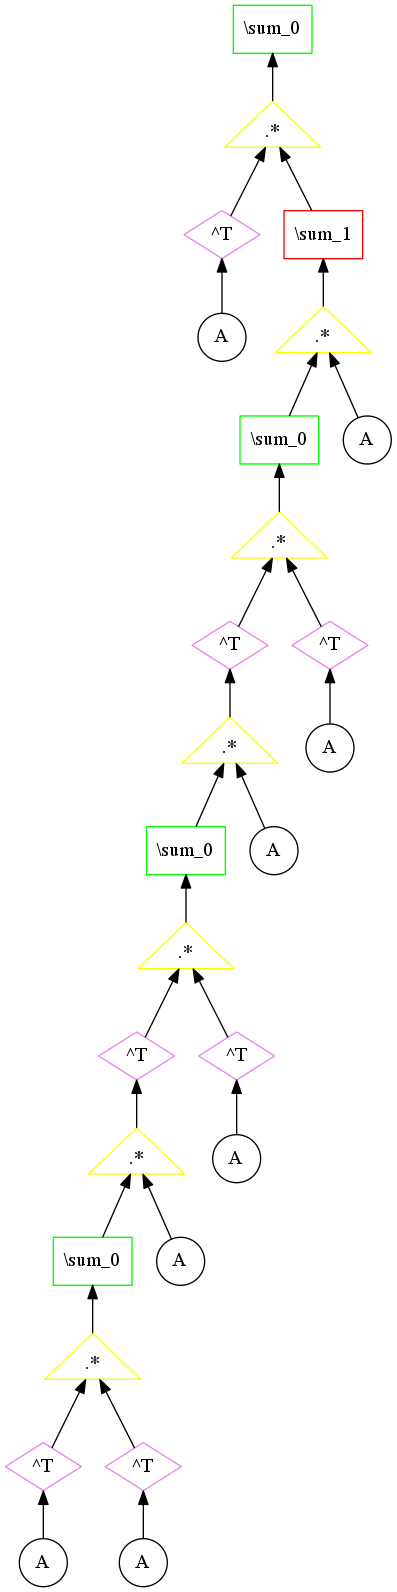 \sum_0
.*
^T \sum_1
A .*
\sum_0 A
.*
^T ^T
.* A
\sum_0 A
.*
^T ^T
.* A
\sum_0 A
.*
^T ^T
A A